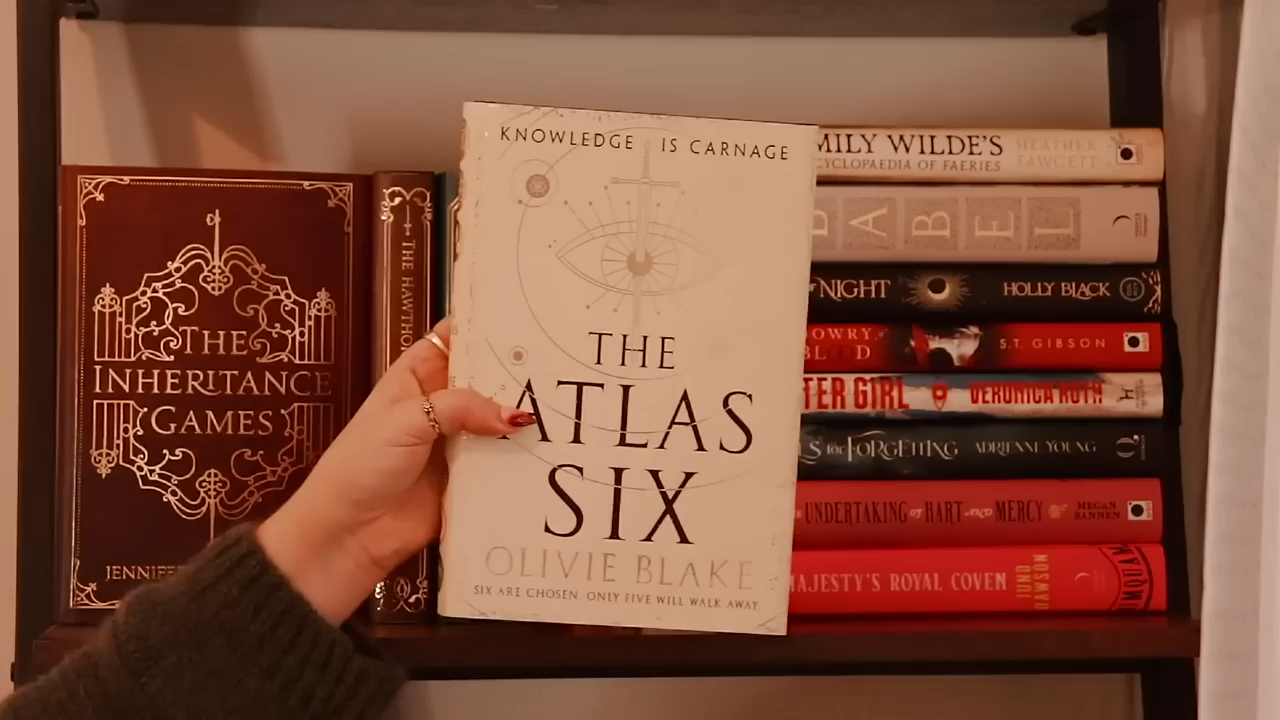 KNOWLEDGE IS CARNAGE
THE
ATLAS
SIX
OLIVIE BLAKE
SIX ARE CHOSEN. ONLY FIVE WILL WALK AWAY.
THE
INHERITANCE
GAMES
THE
MILY WILDE'S
CYCLOPAEDIA OF FAERIES
HEATHER
FAWCETT
BABEL
NIGHT HOLLY BLACK
OWRY
BLOOD
S.T. GIBSON
TER GIRL VERONICA ROTH
S FOR FORGETTING ADRIENNE YOUNG
UNDERTAKING OF HART AND MERCY
MEGAN
BANNEN
MAJESTY'S ROYAL COVEN
JUNO
DAWSON